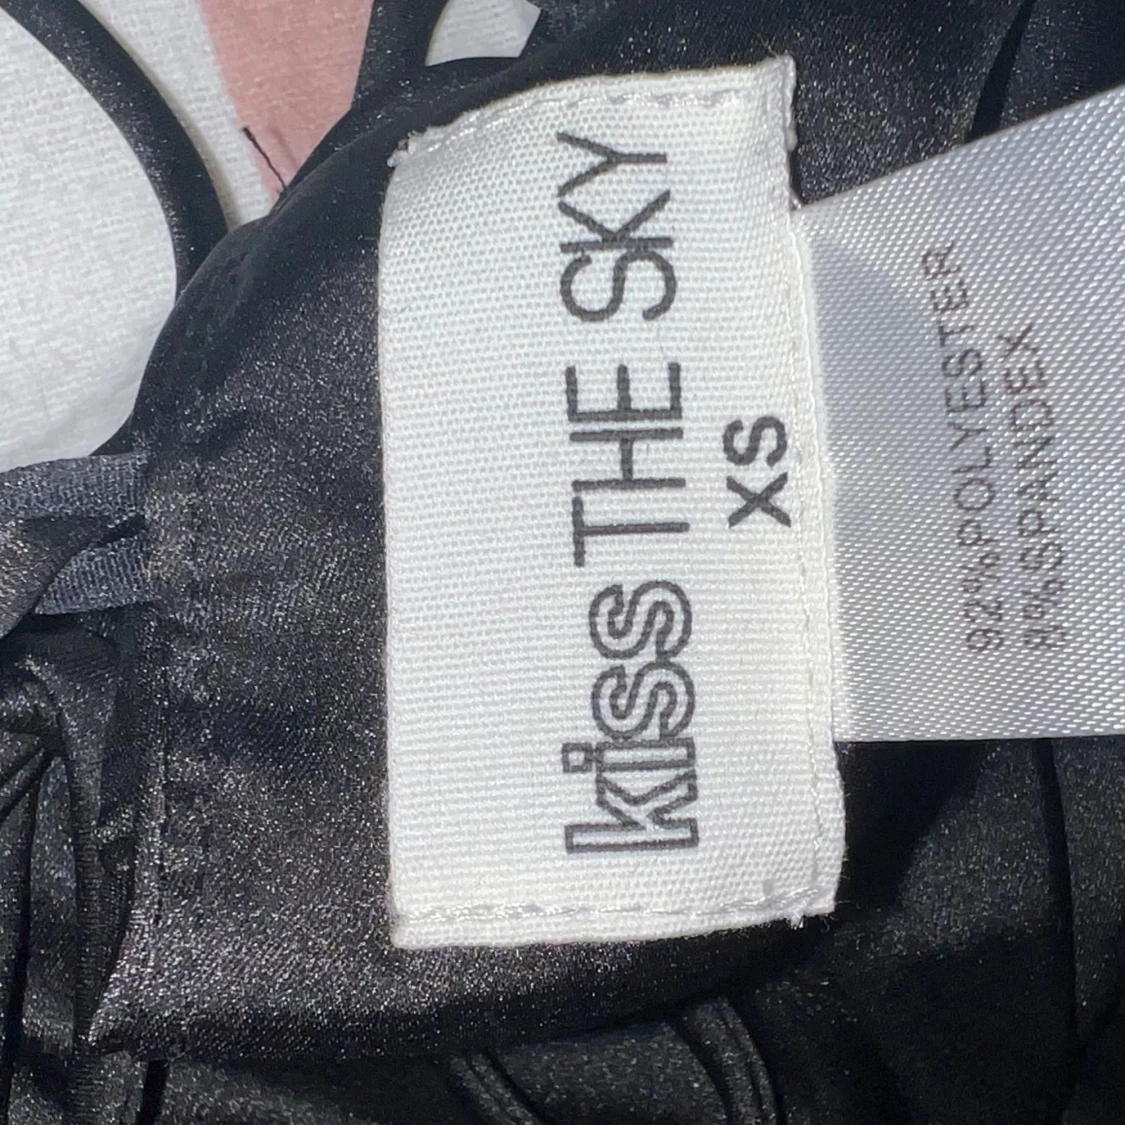 kiss THE SKY
XS
92%POLYESTER
8%SPANDEX